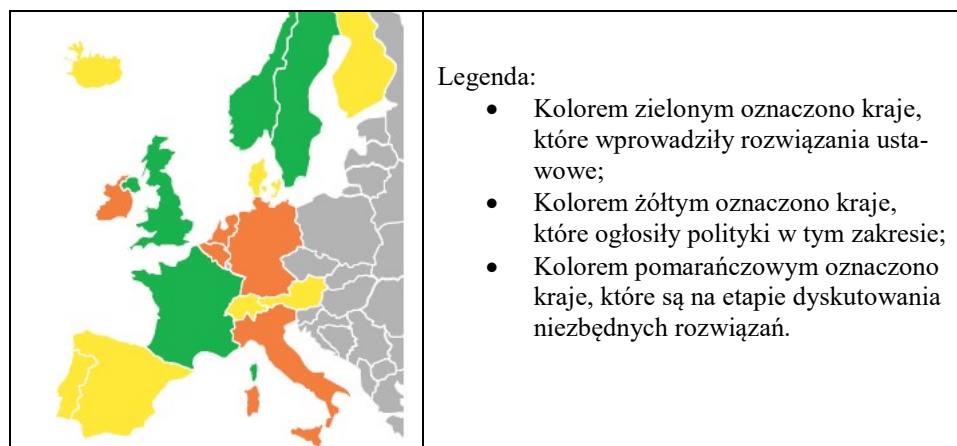 Legenda:
• Kolorem zielonym oznaczono kraje,
które wprowadziły rozwiązania usta-
wowe;
• Kolorem żółtym oznaczono kraje,
które ogłosiły polityki w tym zakresie;
• Kolorem pomarańczowym oznaczono
kraje, które są na etapie dyskutowania
niezbędnych rozwiązań.